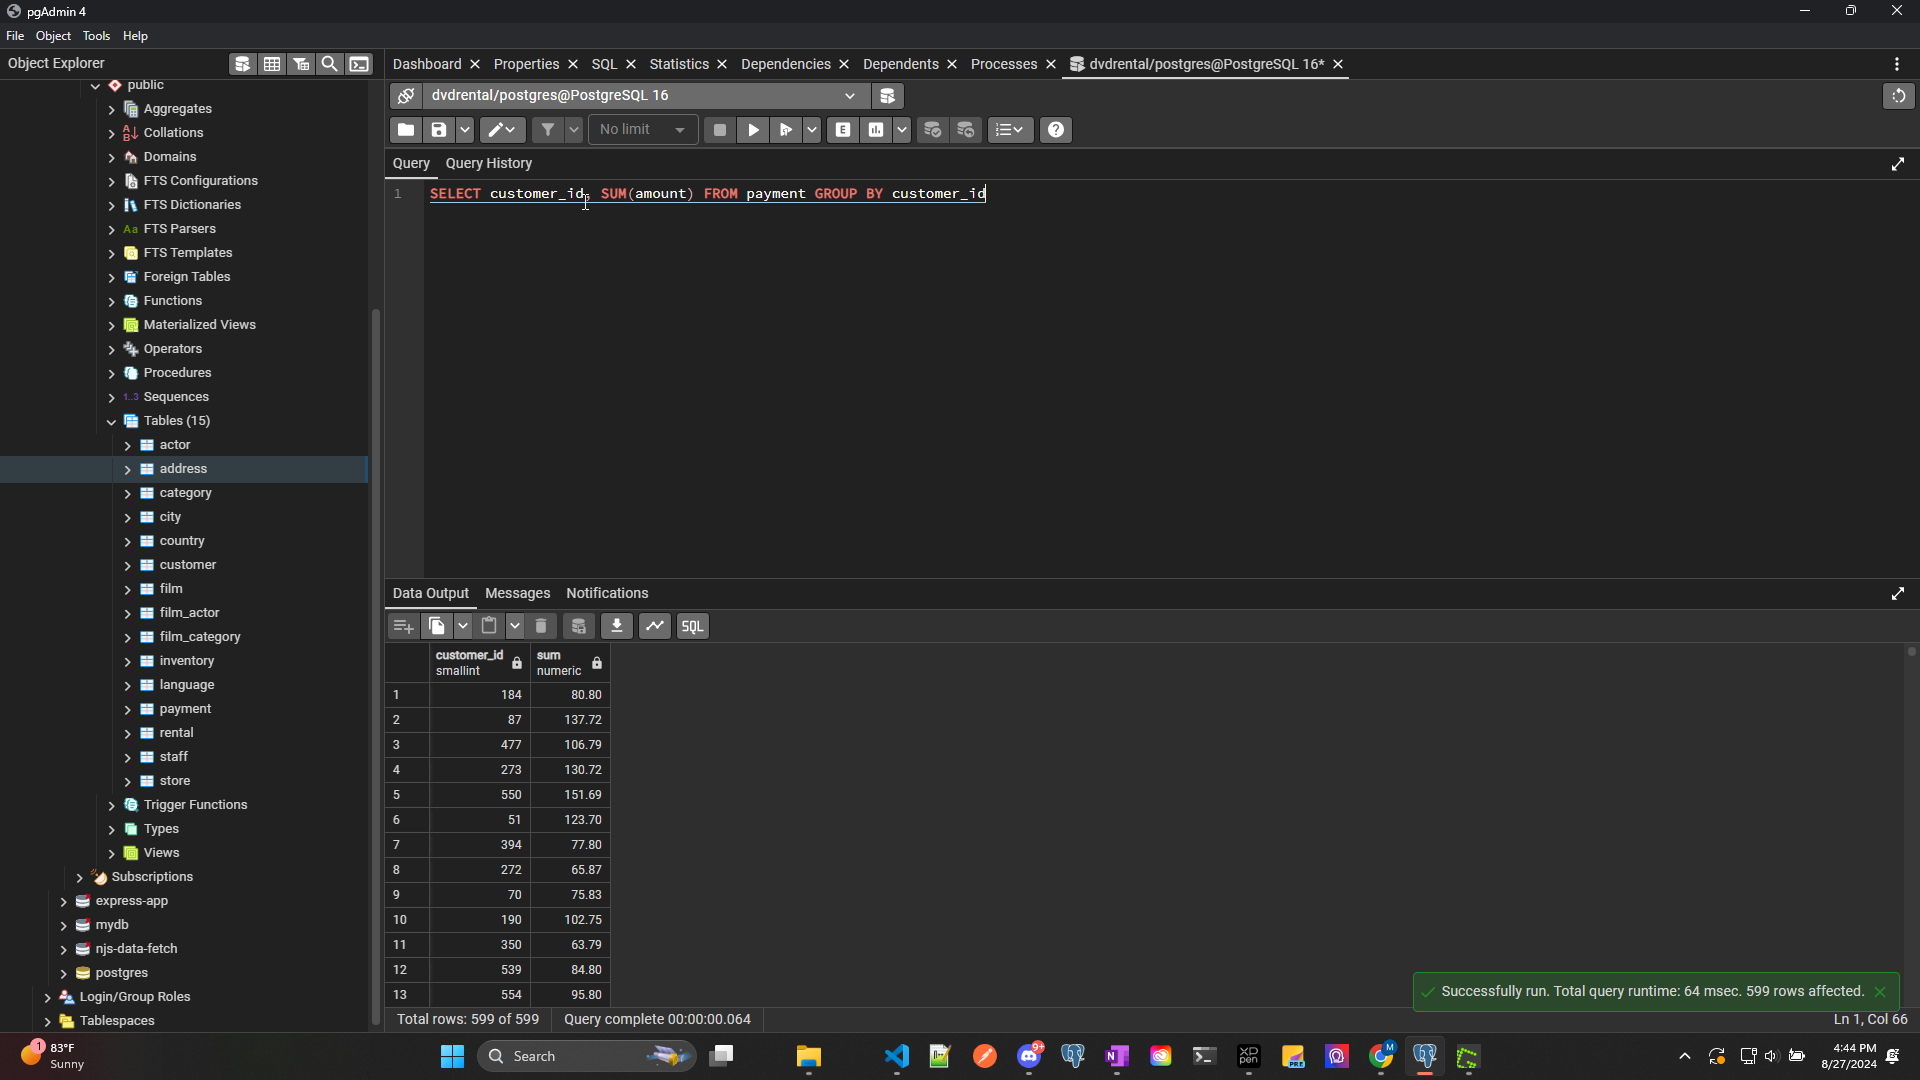 pgAdmin 4
File Object Tools Help
Object Explorer
Dashboard Properties SQL Statistics Dependencies Dependents Processes dvdrental/postgres@PostgreSQL 16*
public
Aggregates
Collations
Domains
FTS Configurations
FTS Dictionaries
Aa FTS Parsers
FTS Templates
Foreign Tables
Functions
Materialized Views
Operators
Procedures
1..3 Sequences
Tables (15)
actor
address
category
city
country
customer
film
film_actor
film_category
inventory
language
payment
rental
staff
store
Trigger Functions
Types
Views
Subscriptions
express-app
mydb
njs-data-fetch
postgres
Login/Group Roles
Tablespaces
dvdrental/postgres@PostgreSQL 16
No limit
E
Query Query History
1 SELECT customer_id, SUM(amount) FROM payment GROUP BY customer_id
Data Output Messages Notifications
SQL
customer_id sum
smallint numeric
1 184 80.80
2 87 137.72
3 477 106.79
4 273 130.72
5 550 151.69
6 51 123.70
7 394 77.80
8 272 65.87
9 70 75.83
10 190 102.75
11 350 63.79
12 539 84.80
13 554 95.80
Successfully run. Total query runtime: 64 msec. 599 rows affected.
Total rows: 599 of 599 Query complete 00:00:00.064 Ln 1, Col 66
1 83°F
Sunny
Search
9+
XP
pen
PRE
M
4:44 PM
8/27/2024